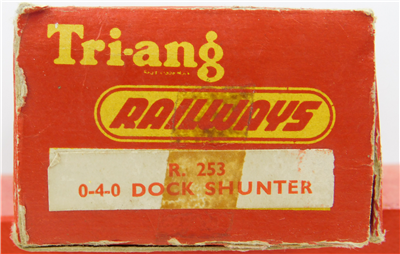 Tri-ang
RAILWAYS
R. 253
0-4-0 DOCK SHUNTER